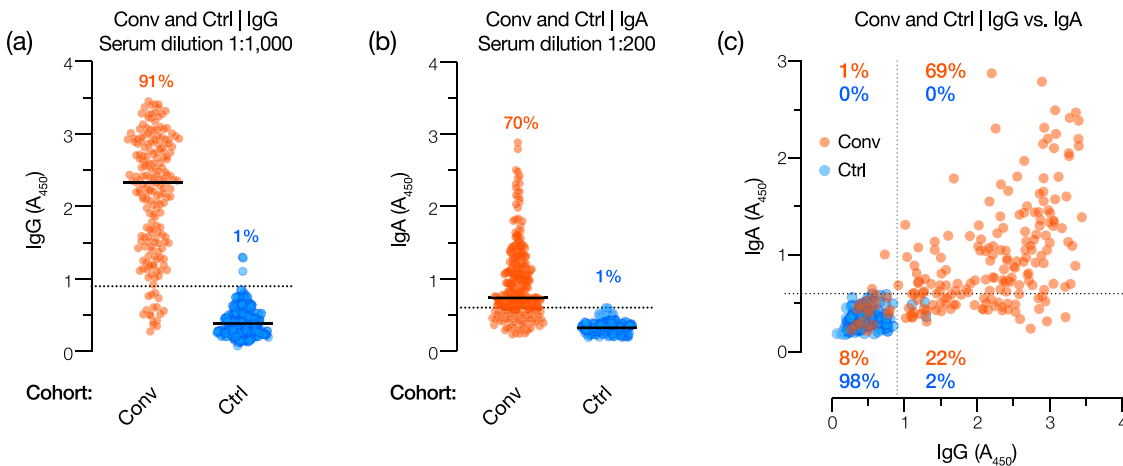 (a)
Conv and Ctrl | IgG
Serum dilution 1:1,000
4
3
2
1
0
IgG (A450)
91%
1%
Cohort:
Conv
Ctrl
(b)
Conv and Ctrl | IgA
Serum dilution 1:200
4
3
2
1
0
IgA (A450)
70%
1%
Cohort:
Conv
Ctrl
(c)
Conv and Ctrl | IgG vs. IgA
3
2
1
0
IgA (A450)
1%
0%
69%
0%
Conv
Ctrl
8%
98%
22%
2%
0
1
2
3
4
IgG (A450)